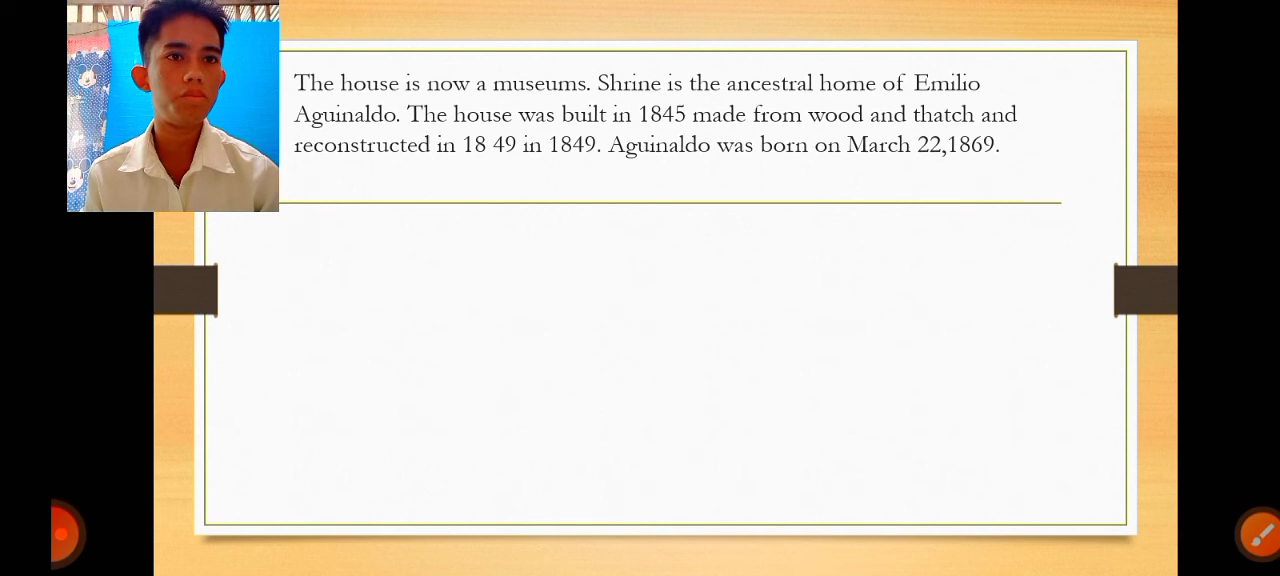 The house is now a museums. Shrine is the ancestral home of Emilio
Aguinaldo. The house was built in 1845 made from wood and thatch and
reconstructed in 18 49 in 1849. Aguinaldo was born on March 22,1869.